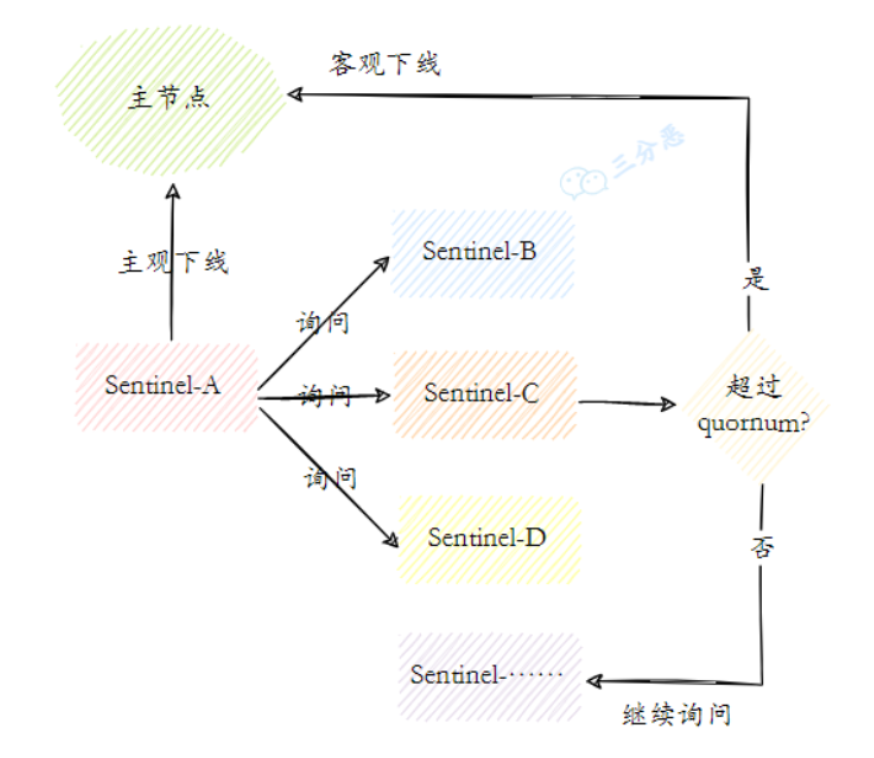 客观下线
主节点
三分恶
Sentinel-B
主观下线
是
询问
Sentinel-A
询问
Sentinel-C
超过
quornum?
询问
Sentinel-D
否
Sentinel-······
继续询问